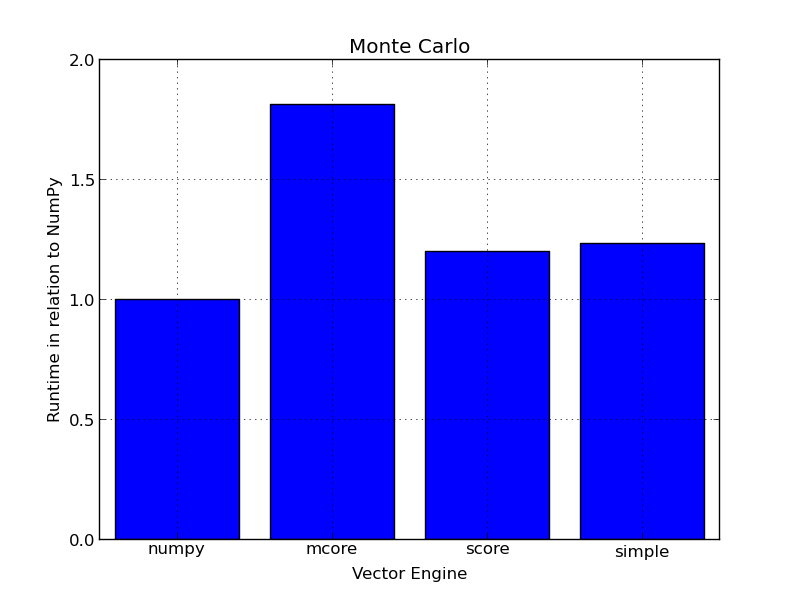 Monte Carlo
2.0
1.5
1.0
0.5
0.0
Runtime in relation to NumPy
numpy mcore score simple
Vector Engine